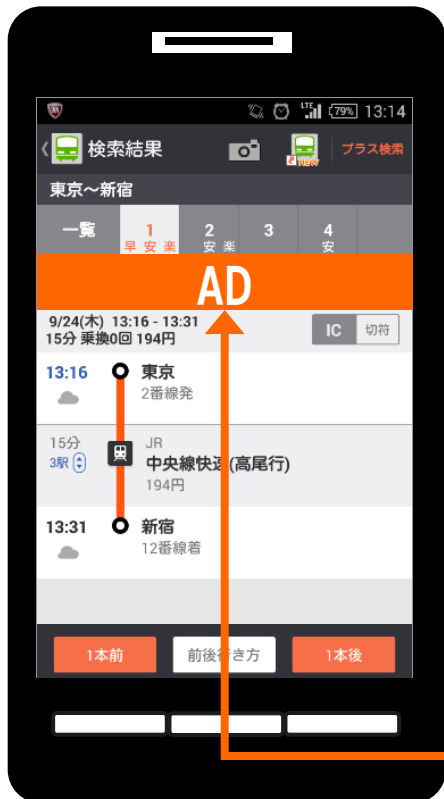 LTE 79% 13:14
検索結果 NEW プラス検索
東京～新宿
一覧 1 2 3 4
早 安 楽 安 楽 安
AD
9/24(木) 13:16 - 13:31
15分 乗換0回 194円
IC 切符
13:16 東京
2番線発
15分 JR
3駅 中央線快速(高尾行)
194円
13:31 新宿
12番線着
1本前 前後行き方 1本後